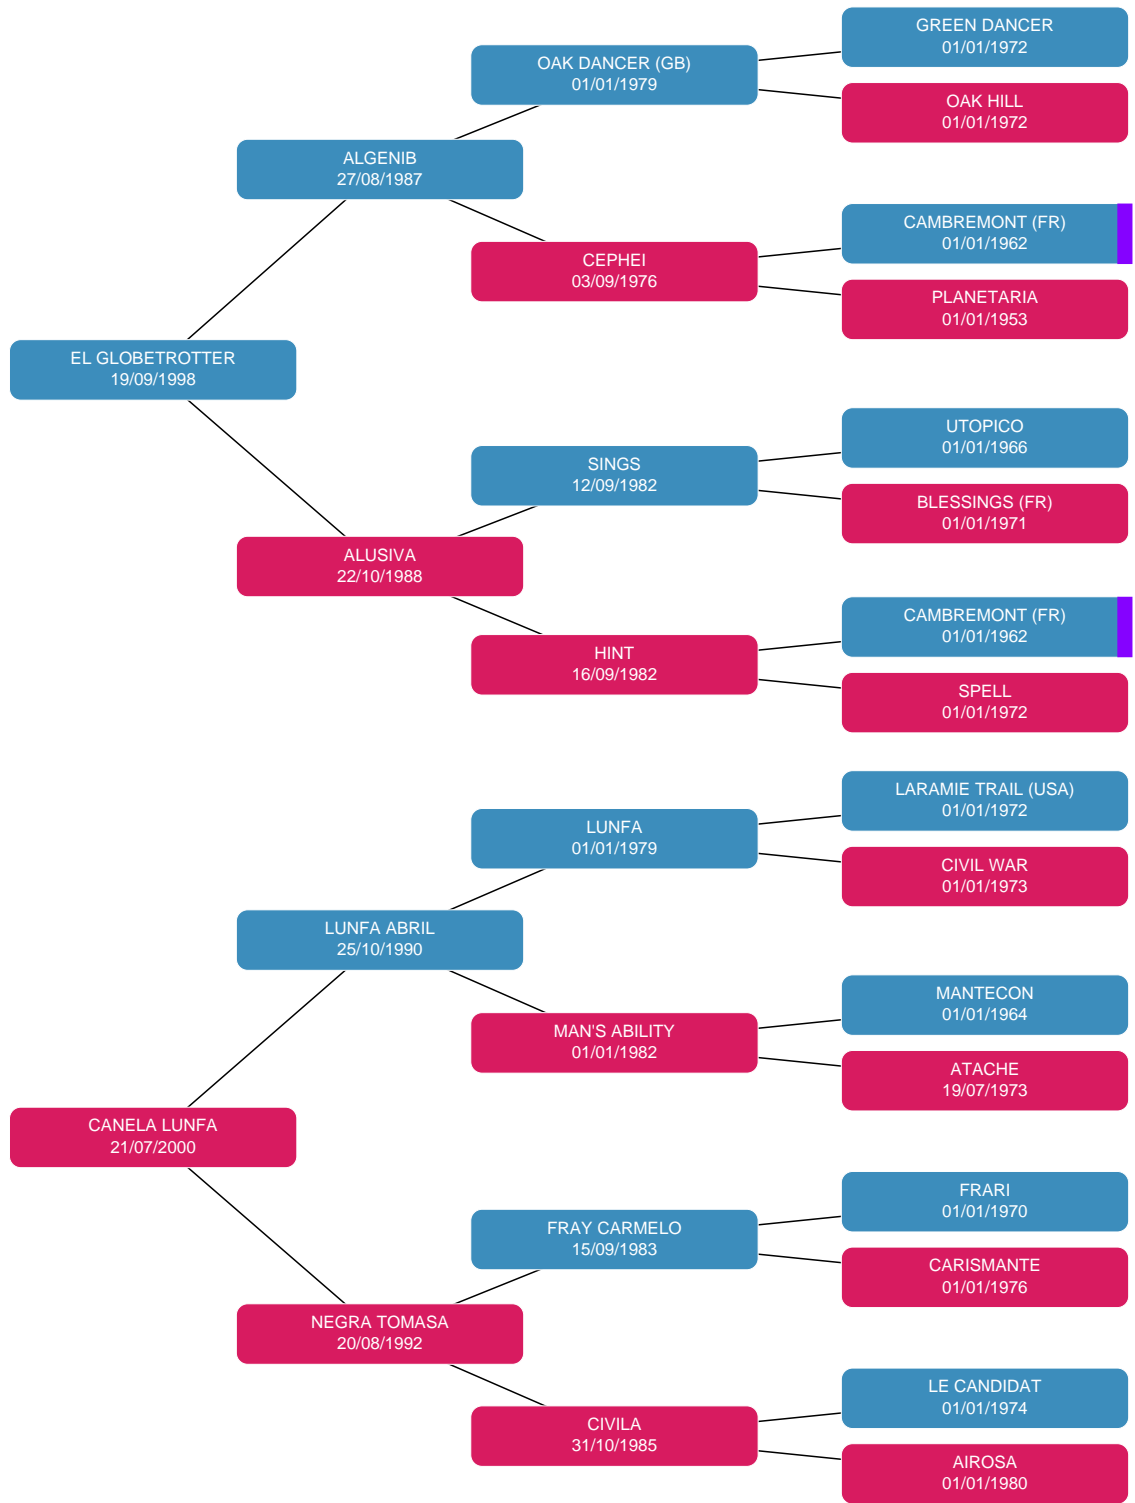 GREEN DANCER
01/01/1972
OAK DANCER (GB)
01/01/1979
OAK HILL
01/01/1972
ALGENIB
27/08/1987
CAMBREMONT (FR)
01/01/1962
CEPHEI
03/09/1976
PLANETARIA
01/01/1953
EL GLOBETROTTER
19/09/1998
UTOPICO
01/01/1966
SINGS
12/09/1982
BLESSINGS (FR)
01/01/1971
ALUSIVA
22/10/1988
CAMBREMONT (FR)
01/01/1962
HINT
16/09/1982
SPELL
01/01/1972
LARAMIE TRAIL (USA)
01/01/1972
LUNFA
01/01/1979
CIVIL WAR
01/01/1973
LUNFA ABRIL
25/10/1990
MANTECON
01/01/1964
MAN'S ABILITY
01/01/1982
ATACHE
19/07/1973
CANELA LUNFA
21/07/2000
FRARI
01/01/1970
FRAY CARMELO
15/09/1983
CARISMANTE
01/01/1976
NEGRA TOMASA
20/08/1992
LE CANDIDAT
01/01/1974
CIVILA
31/10/1985
AIROSA
01/01/1980